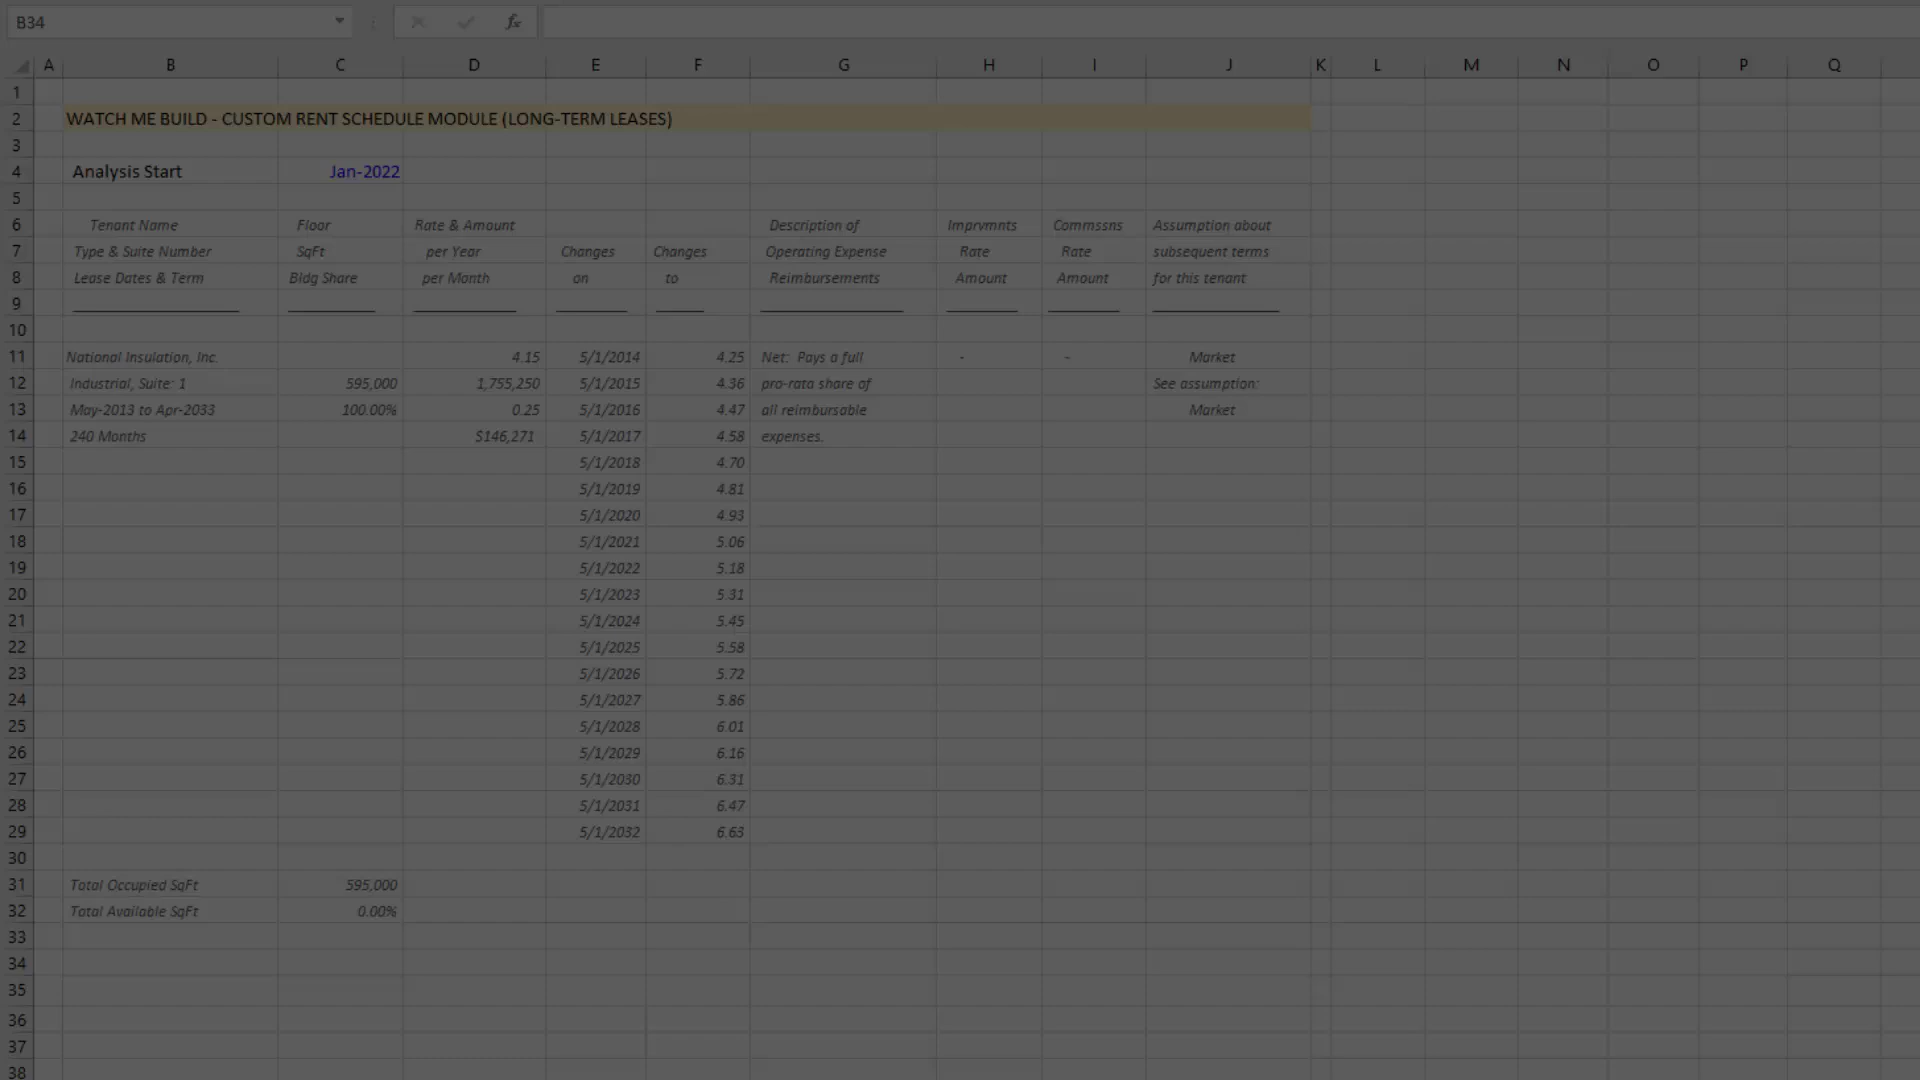 B34
fx
A B C D E F G H I J K L M N O P Q
1
2 WATCH ME BUILD - CUSTOM RENT SCHEDULE MODULE (LONG-TERM LEASES)
3
4 Analysis Start Jan-2022
5
6 Tenant Name Floor Rate & Amount Description of Imprvmnts Commssns Assumption about
7 Type & Suite Number SqFt per Year Changes Changes Operating Expense Rate Rate subsequent terms
8 Lease Dates & Term Bldg Share per Month on to Reimbursements Amount Amount for this tenant
9
10
11 National Insulation, Inc. 4.15 5/1/2014 4.25 Net: Pays a full - - Market
12 Industrial, Suite: 1 595,000 1,755,250 5/1/2015 4.36 pro-rata share of See assumption:
13 May-2013 to Apr-2033 100.00% 0.25 5/1/2016 4.47 all reimbursable Market
14 240 Months $146,271 5/1/2017 4.58 expenses.
15 5/1/2018 4.70
16 5/1/2019 4.81
17 5/1/2020 4.93
18 5/1/2021 5.06
19 5/1/2022 5.18
20 5/1/2023 5.31
21 5/1/2024 5.45
22 5/1/2025 5.58
23 5/1/2026 5.72
24 5/1/2027 5.86
25 5/1/2028 6.01
26 5/1/2029 6.16
27 5/1/2030 6.31
28 5/1/2031 6.47
29 5/1/2032 6.63
30
31 Total Occupied SqFt 595,000
32 Total Available SqFt 0.00%
33
34
35
36
37
38